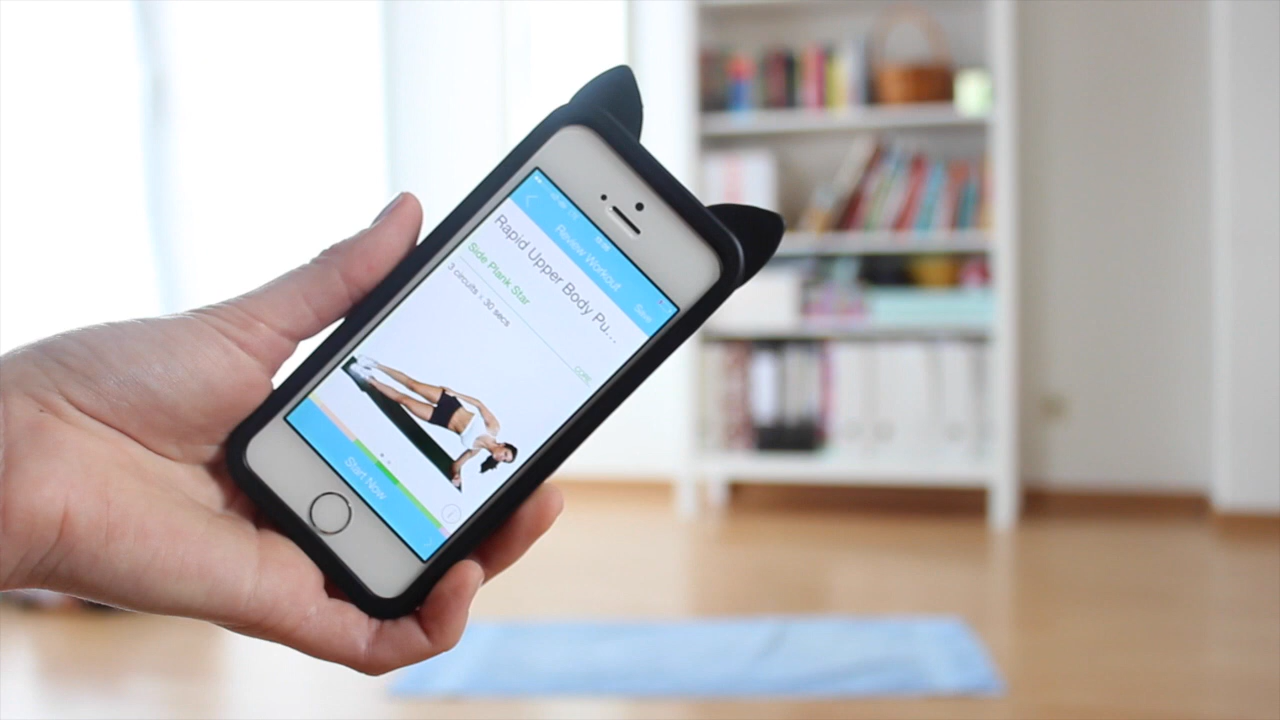 Review Workout
Save
Rapid Upper Body Pu...
Side Plank Star
CORE
3 circuits x 30 secs
Start Now